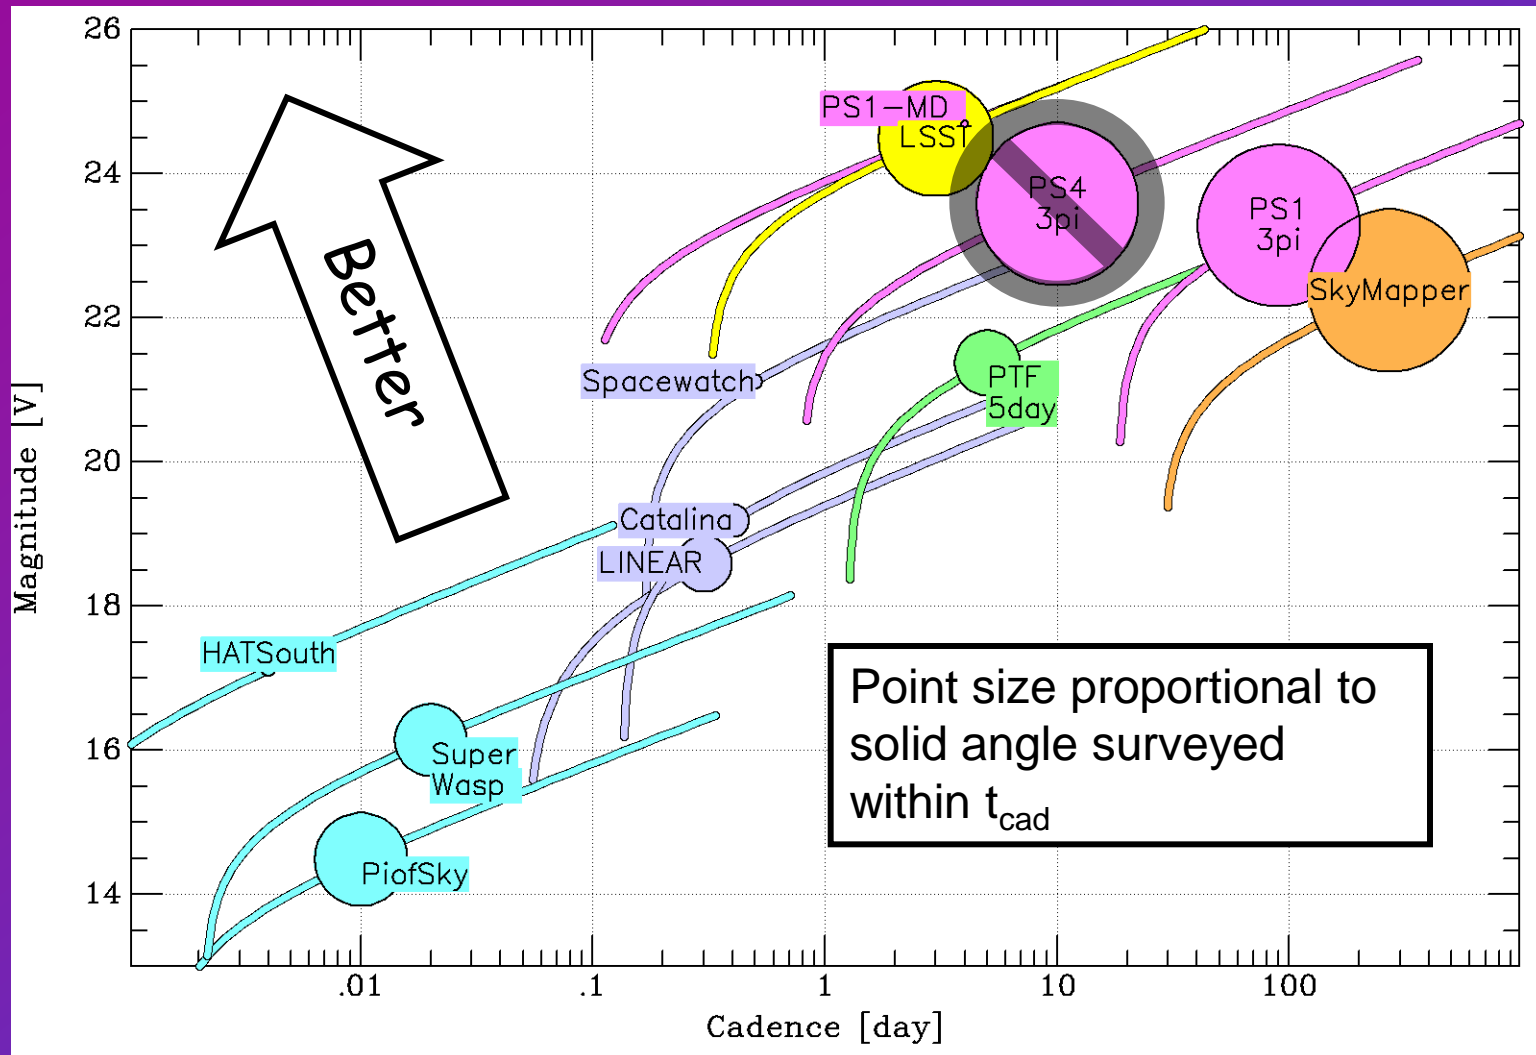 26
24
22
20
18
16
14
Magnitude [V]
.01
.1
1
10
100
Cadence [day]
Better
PS1-MD
LSST
PS4
3pi
PS1
3pi
SkyMapper
Spacewatch
PTF
5day
Catalina
LINEAR
HATSouth
Super
Wasp
PiofSky
Point size proportional to
solid angle surveyed
within t_cad